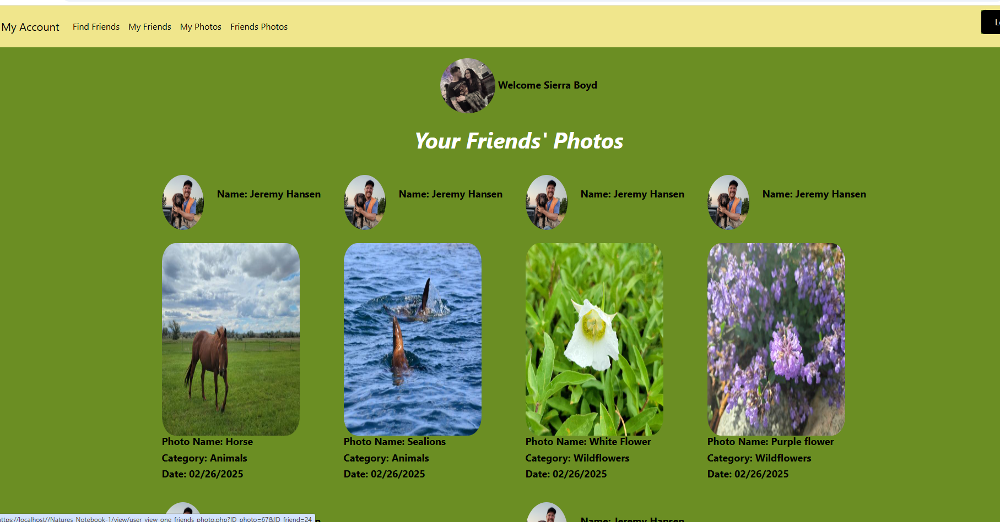 My Account Find Friends My Friends My Photos Friends Photos
Welcome Sierra Boyd
Your Friends' Photos
Name: Jeremy Hansen Name: Jeremy Hansen Name: Jeremy Hansen Name: Jeremy Hansen
Photo Name: Horse Photo Name: Sealions Photo Name: White Flower Photo Name: Purple flower
Category: Animals Category: Animals Category: Wildflowers Category: Wildflowers
Date: 02/26/2025 Date: 02/26/2025 Date: 02/26/2025 Date: 02/26/2025
Name: Jeremy Hansen
https://localhost//Natures_Notebook-1/view/user_view_one_friends_photo.php?ID_photo=67&ID_friend=24